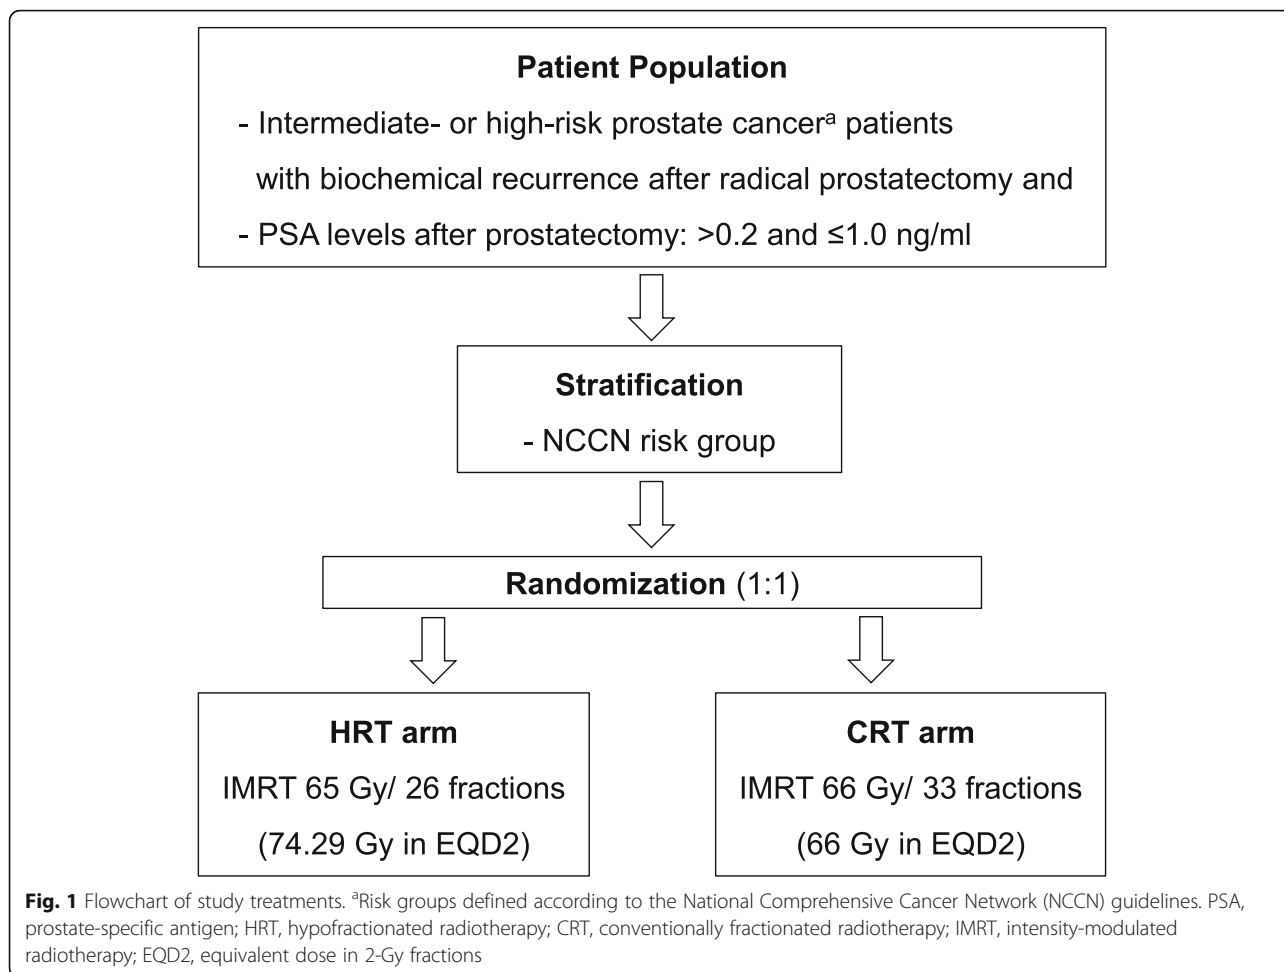 Patient Population
- Intermediate- or high-risk prostate cancerᵃ patients
with biochemical recurrence after radical prostatectomy and
- PSA levels after prostatectomy: >0.2 and ≤1.0 ng/ml
Stratification
- NCCN risk group
Randomization (1:1)
HRT arm
IMRT 65 Gy/ 26 fractions
(74.29 Gy in EQD2)
CRT arm
IMRT 66 Gy/ 33 fractions
(66 Gy in EQD2)
Fig. 1 Flowchart of study treatments. ᵃRisk groups defined according to the National Comprehensive Cancer Network (NCCN) guidelines. PSA,
prostate-specific antigen; HRT, hypofractionated radiotherapy; CRT, conventionally fractionated radiotherapy; IMRT, intensity-modulated
radiotherapy; EQD2, equivalent dose in 2-Gy fractions